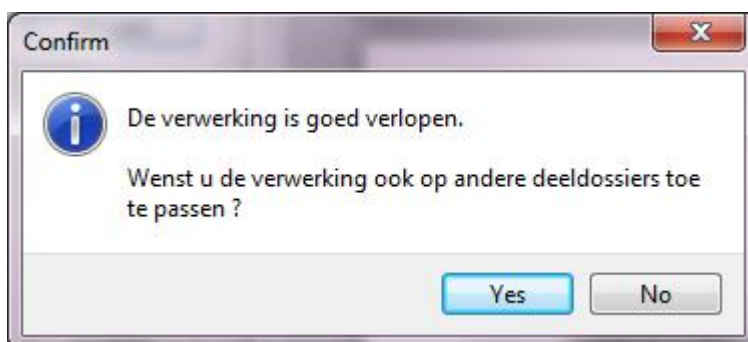 Confirm
De verwerking is goed verlopen.
Wenst u de verwerking ook op andere deeldossiers toe
te passen ?
Yes
No